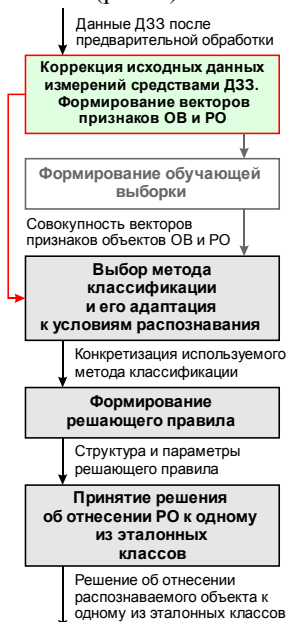 Данные ДЗЗ после
предварительной обработки
Коррекция исходных данных
измерений средствами ДЗЗ.
Формирование векторов
признаков ОВ и РО
Формирование обучающей
выборки
Совокупность векторов
признаков объектов ОВ и РО
Выбор метода
классификации
и его адаптация
к условиям распознавания
Конкретизация используемого
метода классификации
Формирование
решающего правила
Структура и параметры
решающего правила
Принятие решения
об отнесении РО к одному
из эталонных
классов
Решение об отнесении
распознаваемого объекта к
одному из эталонных классов